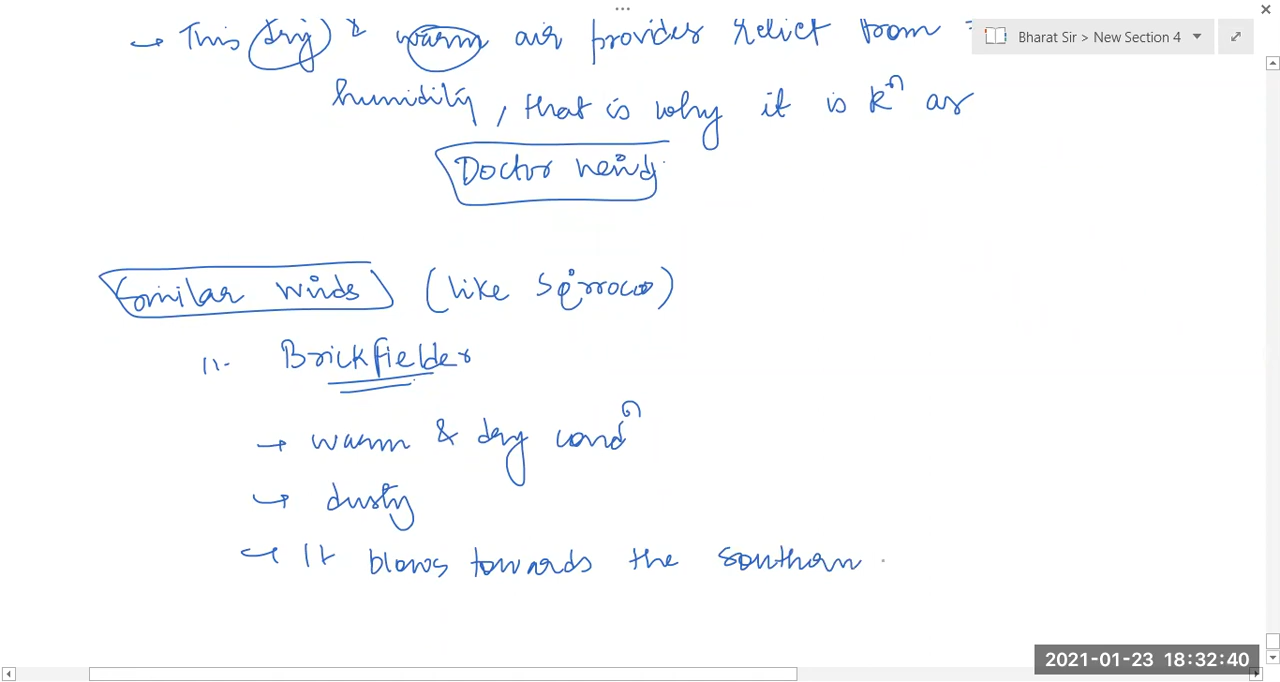 → This dry & warm air provides relief from
Bharat Sir > New Section 4
humidity, that is why it is kⁿ as
Doctor wind
Similar winds (like Sirrocco)
1). Brickfielder
→ warm & dry condⁿ
→ dusty
→ It blows towards the southern
2021-01-23 18:32:40